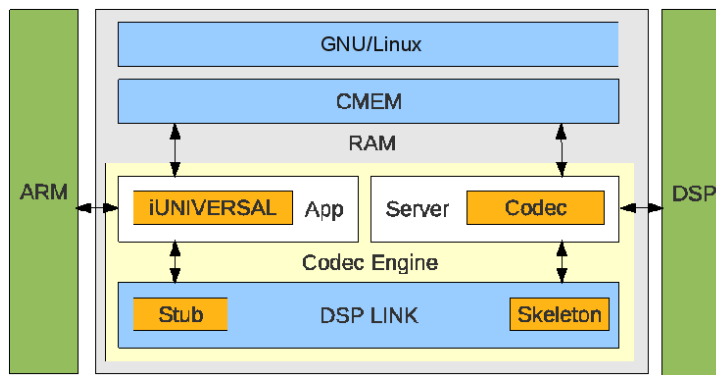 GNU/Linux
CMEM
RAM
ARM
iUNIVERSAL App
Server Codec
DSP
Codec Engine
Stub
DSP LINK
Skeleton